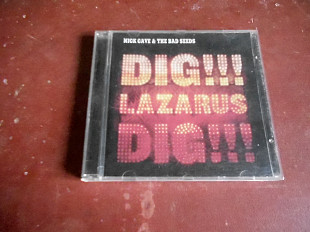 NICK CAVE & THE BAD SEEDS
DIG!!!
LAZARUS
DIG!!!